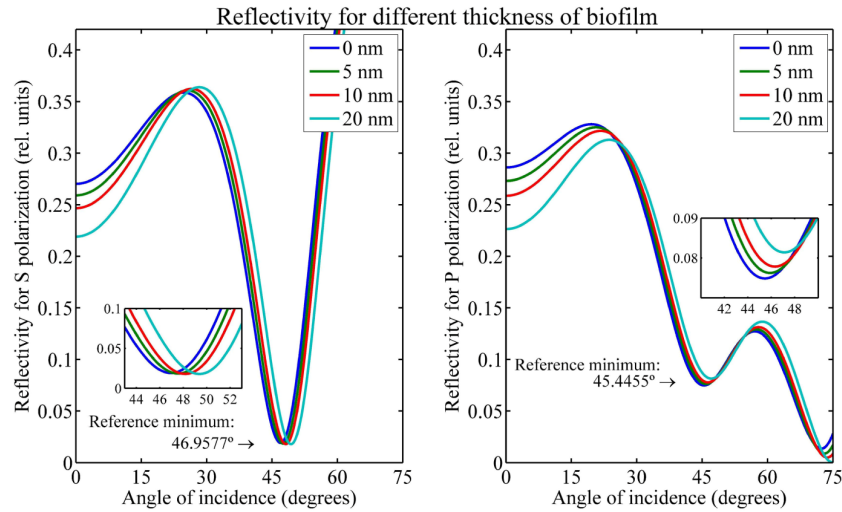 Reflectivity for different thickness of biofilm
Reflectivity for S polarization (rel. units)
0.4
0.35
0.3
0.25
0.2
0.15
0.1
0.05
0
0 nm
5 nm
10 nm
20 nm
0.1
0.05
0
44 46 48 50 52
Reference minimum:
46.9577º →
0 15 30 45 60 75
Angle of incidence (degrees)
Reflectivity for P polarization (rel. units)
0.4
0.35
0.3
0.25
0.2
0.15
0.1
0.05
0
0 nm
5 nm
10 nm
20 nm
0.09
0.08
42 44 46 48
Reference minimum:
45.4455º →
0 15 30 45 60 75
Angle of incidence (degrees)